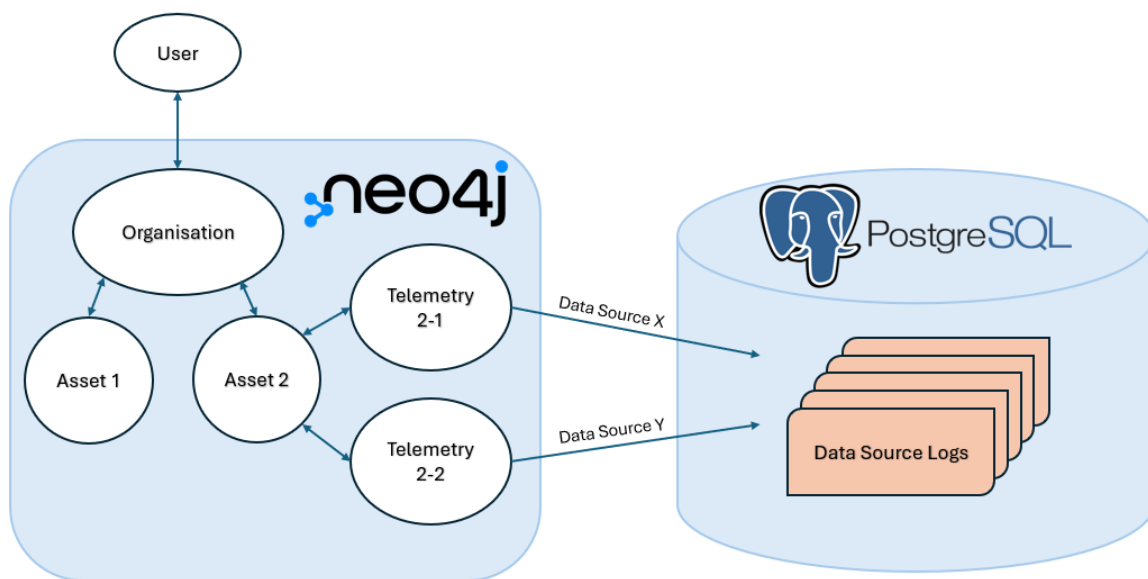 User
neo4j
Organisation
PostgreSQL
Telemetry
2-1
Data Source X
Asset 1
Asset 2
Telemetry
2-2
Data Source Y
Data Source Logs